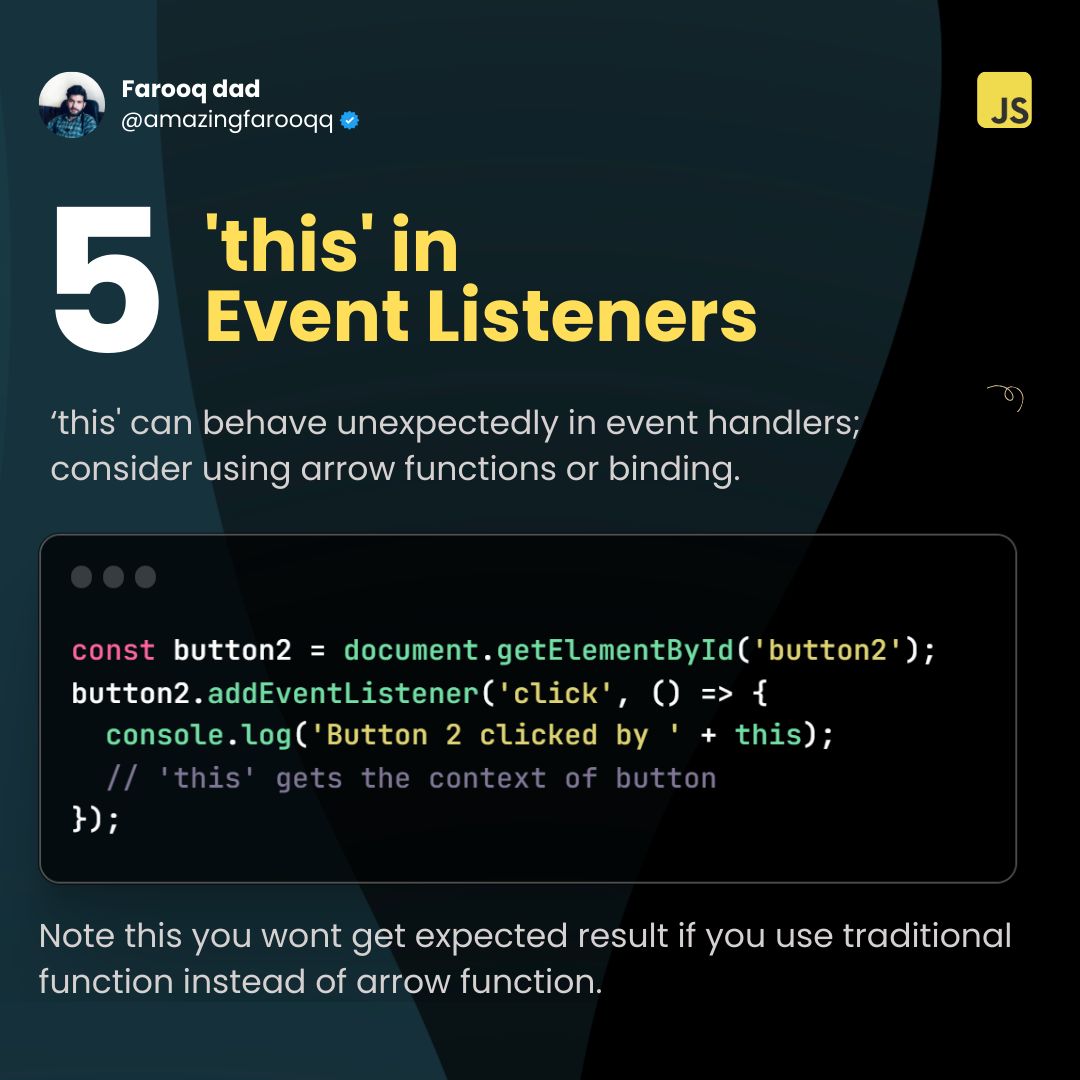 Farooq dad
@amazingfarooqq
JS
5
'this' in
Event Listeners
‘this' can behave unexpectedly in event handlers;
consider using arrow functions or binding.
const button2 = document.getElementById('button2');
button2.addEventListener('click', () => {
  console.log('Button 2 clicked by ' + this);
  // 'this' gets the context of button
});
Note this you wont get expected result if you use traditional
function instead of arrow function.